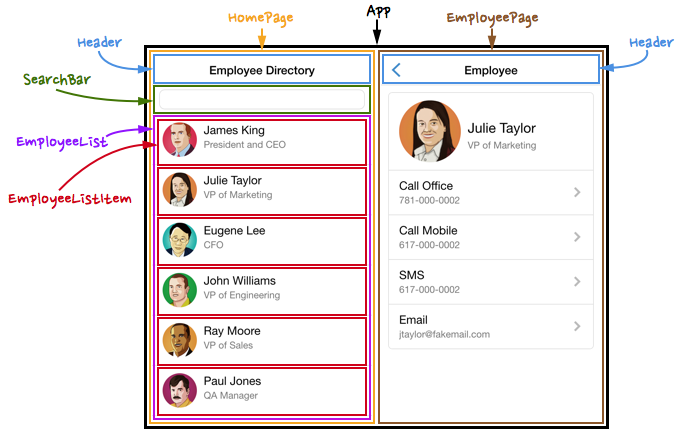 App
HomePage
EmployeePage
Header
Header
SearchBar
EmployeeList
EmployeeListItem
Employee Directory
James King
President and CEO
Julie Taylor
VP of Marketing
Eugene Lee
CFO
John Williams
VP of Engineering
Ray Moore
VP of Sales
Paul Jones
QA Manager
Employee
Julie Taylor
VP of Marketing
Call Office
781-000-0002
Call Mobile
617-000-0002
SMS
617-000-0002
Email
jtaylor@fakemail.com